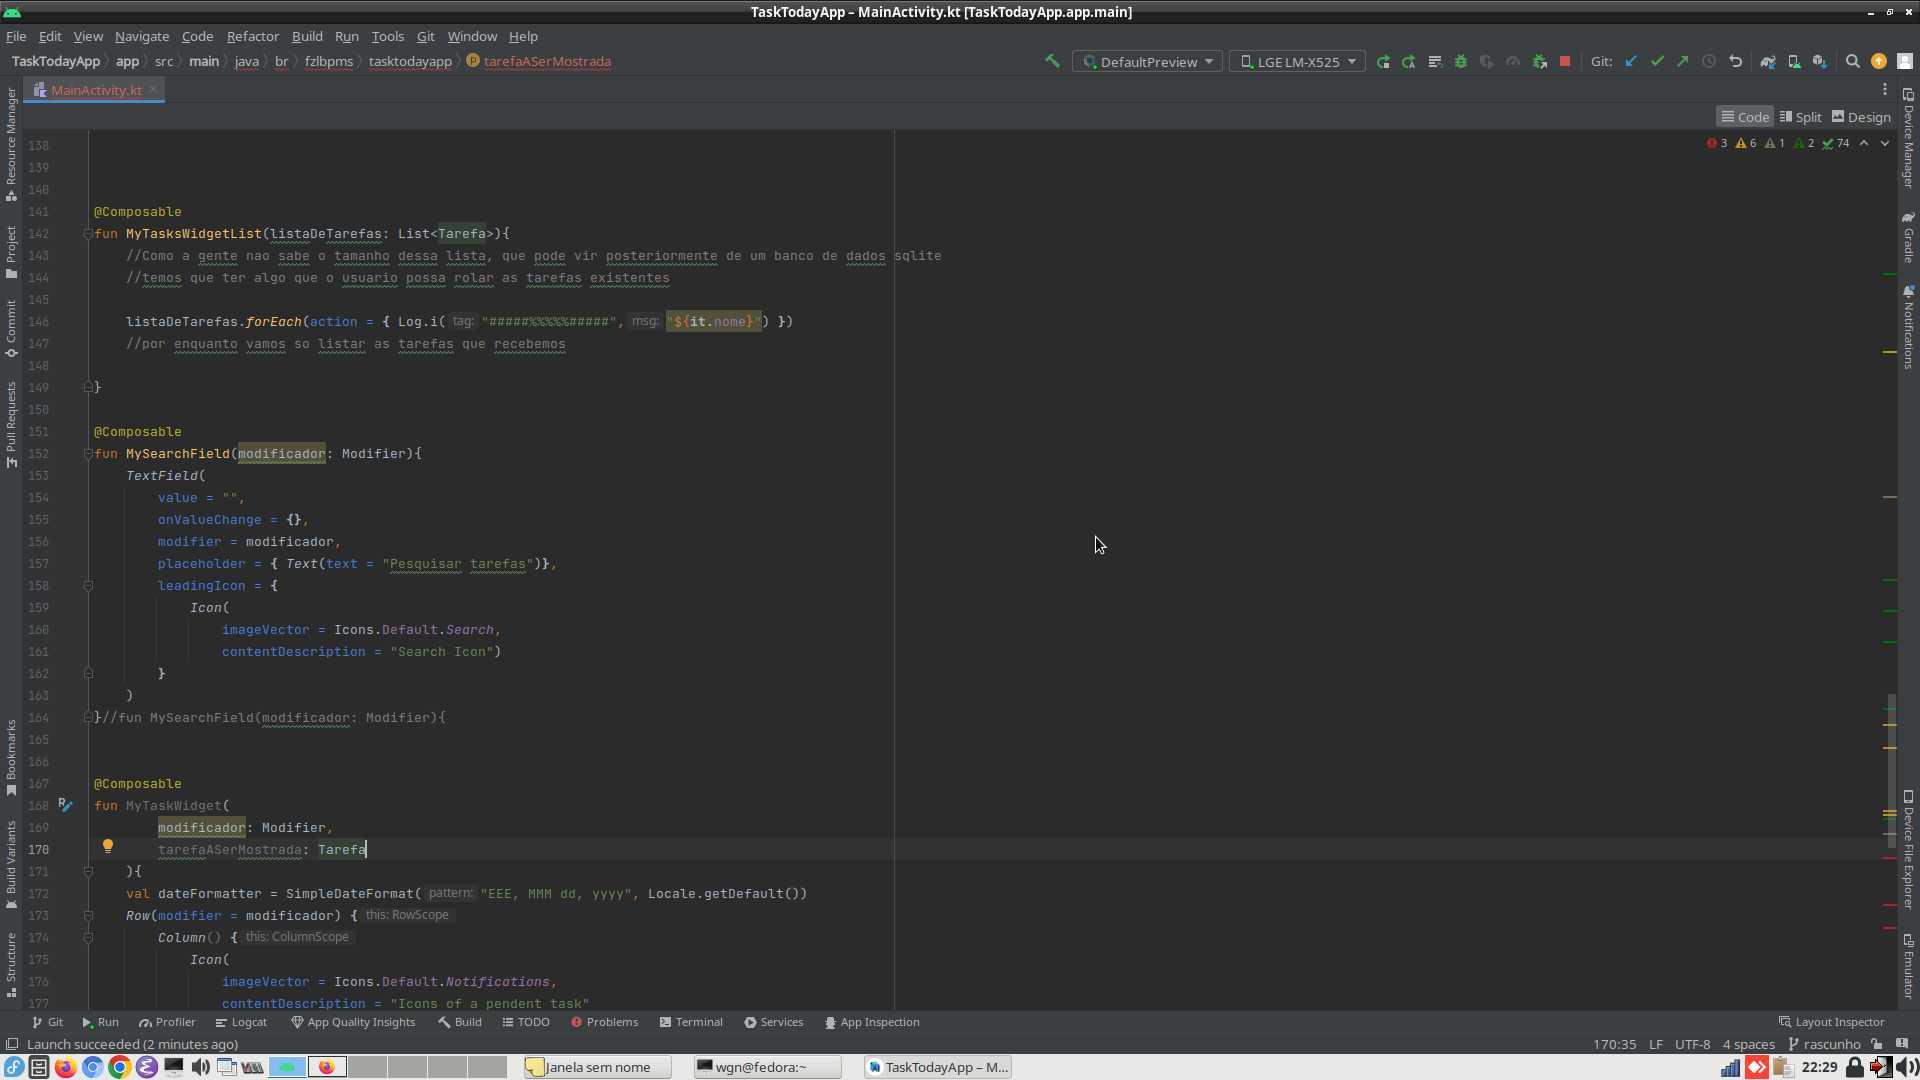 TaskTodayApp – MainActivity.kt [TaskTodayApp.app.main]
File Edit View Navigate Code Refactor Build Run Tools Git Window Help
TaskTodayApp app src main java br fzlbpms tasktodayapp tarefaASerMostrada DefaultPreview LGE LM-X525 Git:
MainActivity.kt
Code Split Design
3 6 1 2 74
138
139
140
141 @Composable
142 fun MyTasksWidgetList(listaDeTarefas: List<Tarefa>){
143 //Como a gente nao sabe o tamanho dessa lista, que pode vir posteriormente de um banco de dados sqlite
144 //temos que ter algo que o usuario possa rolar as tarefas existentes
145
146 listaDeTarefas.forEach(action = { Log.i( tag: "#####%%%%%#####", msg: "${it.nome}") })
147 //por enquanto vamos so listar as tarefas que recebemos
148
149 }
150
151 @Composable
152 fun MySearchField(modificador: Modifier){
153 TextField(
154 value = "",
155 onValueChange = {},
156 modifier = modificador,
157 placeholder = { Text(text = "Pesquisar tarefas")},
158 leadingIcon = {
159 Icon(
160 imageVector = Icons.Default.Search,
161 contentDescription = "Search Icon")
162 }
163 )
164 }//fun MySearchField(modificador: Modifier){
165
166
167 @Composable
168 fun MyTaskWidget(
169 modificador: Modifier,
170 tarefaASerMostrada: Tarefa
171 ){
172 val dateFormatter = SimpleDateFormat( pattern: "EEE, MMM dd, yyyy", Locale.getDefault())
173 Row(modifier = modificador) { this: RowScope
174 Column() { this: ColumnScope
175 Icon(
176 imageVector = Icons.Default.Notifications,
177 contentDescription = "Icons of a pendent task"
Resource Manager
Project
Commit
Pull Requests
Bookmarks
Build Variants
Structure
Device Manager
Gradle
Notifications
Device File Explorer
Emulator
Git Run Profiler Logcat App Quality Insights Build TODO Problems Terminal Services App Inspection Layout Inspector
Launch succeeded (2 minutes ago) 170:35 LF UTF-8 4 spaces rascunho
Janela sem nome wgn@fedora:~ TaskTodayApp – M... 22:29